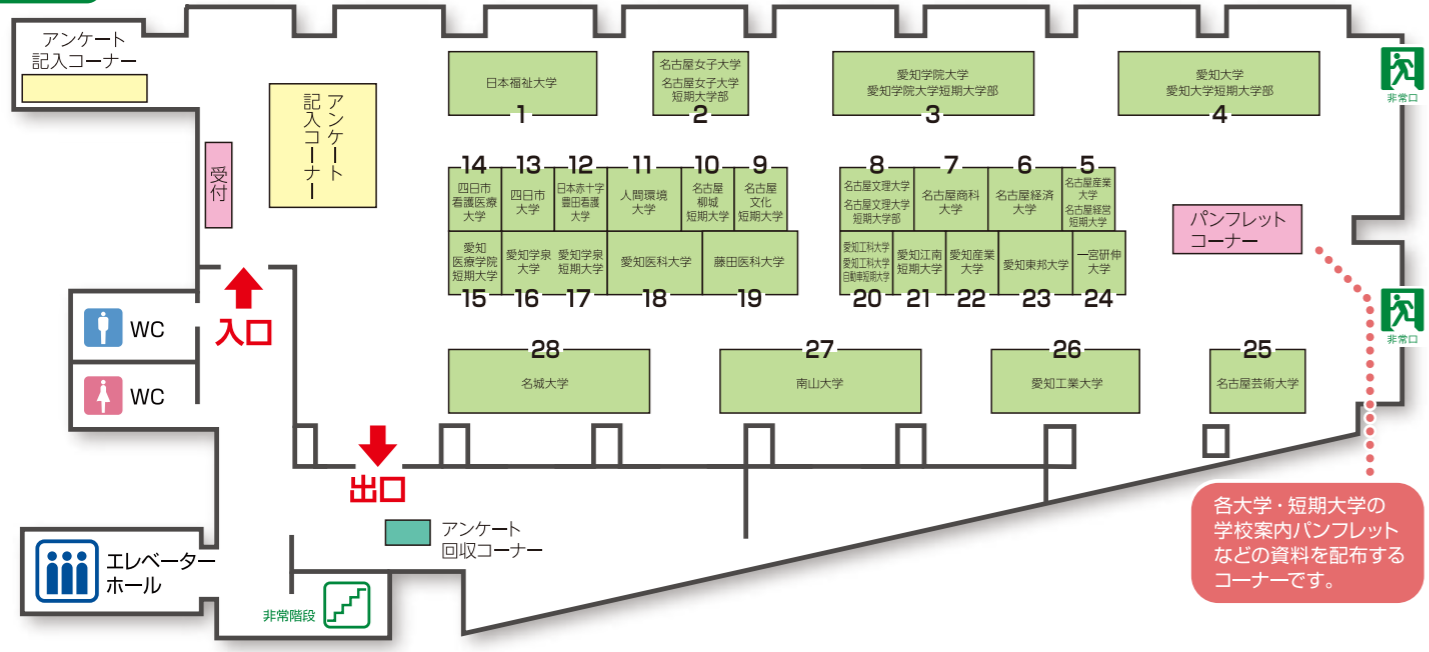 アンケート
記入コーナー
アンケート
記入コーナー
受付
日本福祉大学
1
名古屋女子大学
名古屋女子大学
短期大学部
2
愛知学院大学
愛知学院大学短期大学部
3
愛知大学
愛知大学短期大学部
4
非常口
14
四日市
看護医療
大学
13
四日市
大学
12
日本赤十字
豊田看護
大学
11
人間環境
大学
10
名古屋
柳城
短期大学
9
名古屋
文化
短期大学
8
名古屋文理大学
名古屋文理大学
短期大学部
7
名古屋商科
大学
6
名古屋経済
大学
5
名古屋産業
大学
名古屋経営
短期大学
パンフレット
コーナー
愛知
医療学院
短期大学
15
愛知学泉
大学
16
愛知学泉
短期大学
17
愛知医科大学
18
藤田医科大学
19
愛知工科大学
愛知工科大学
自動車短期大学
20
愛知江南
短期大学
21
愛知産業
大学
22
愛知東邦大学
23
一宮研伸
大学
24
非常口
入口
WC
WC
28
名城大学
27
南山大学
26
愛知工業大学
25
名古屋芸術大学
出口
アンケート
回収コーナー
エレベーター
ホール
非常階段
各大学・短期大学の
学校案内パンフレット
などの資料を配布する
コーナーです。